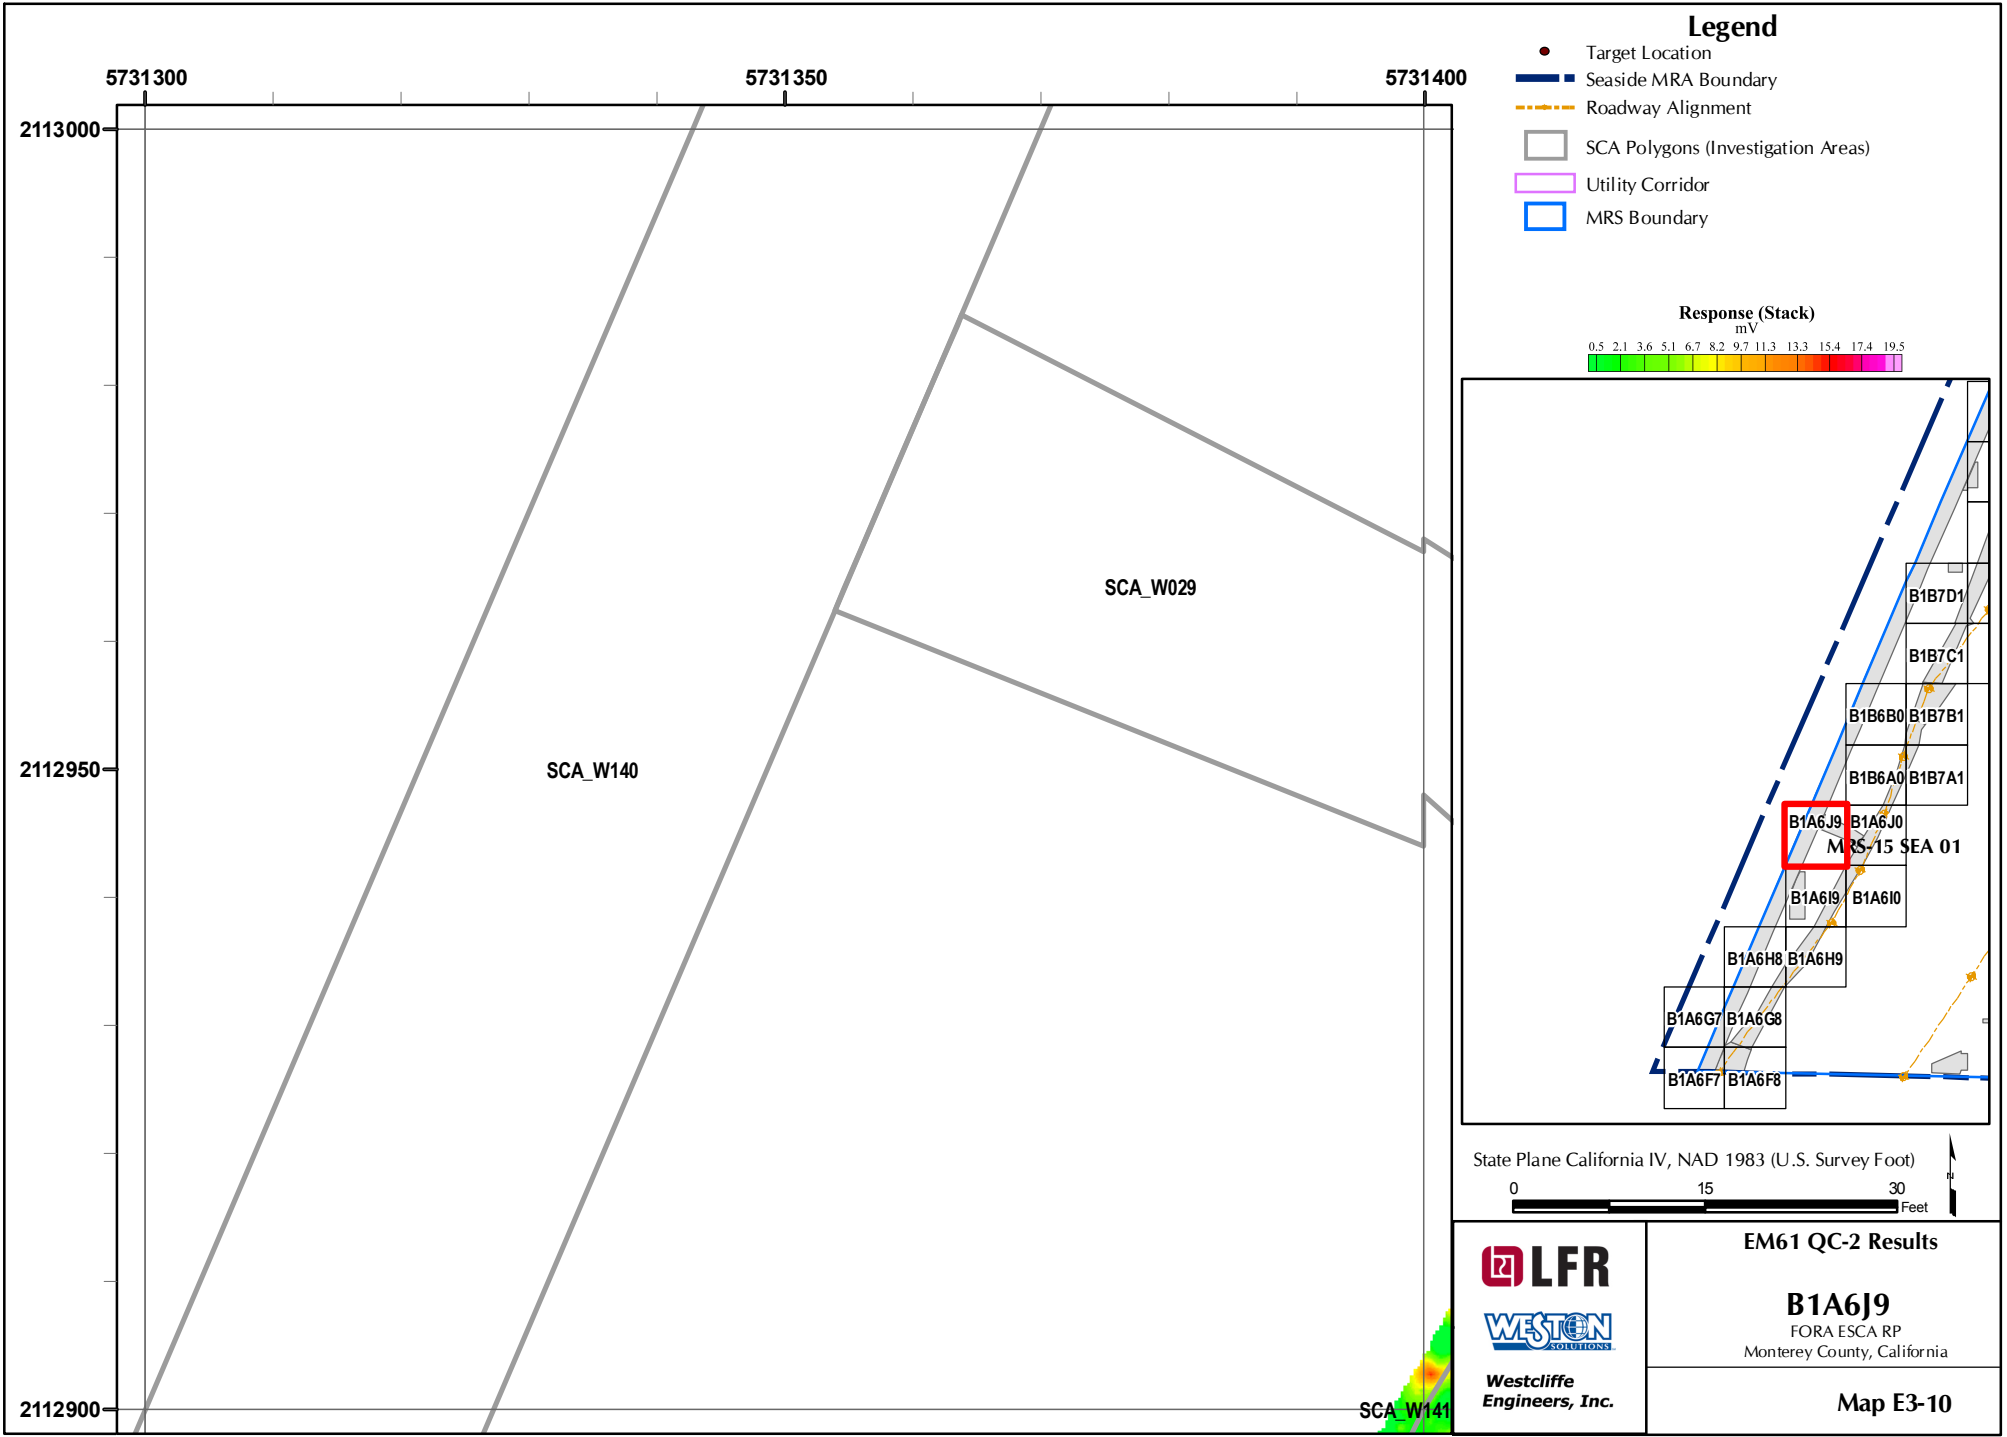 5731300
5731350
5731400
2113000
2112950
2112900
SCA_W029
SCA_W140
SCA_W141
Legend
Target Location
Seaside MRA Boundary
Roadway Alignment
SCA Polygons (Investigation Areas)
Utility Corridor
MRS Boundary
Response (Stack)
mV
0.5 2.1 3.6 5.1 6.7 8.2 9.7 11.3 13.3 15.4 17.4 19.5
B1B7D1
B1B7C1
B1B6B0 B1B7B1
B1B6A0 B1B7A1
B1A6J9 B1A6J0
MRS-15 SEA 01
B1A6I9 B1A6I0
B1A6H8 B1A6H9
B1A6G7 B1A6G8
B1A6F7 B1A6F8
State Plane California IV, NAD 1983 (U.S. Survey Foot)
N
0 15 30
Feet
LFR
WESTON
SOLUTIONS
Westcliffe
Engineers, Inc.
EM61 QC-2 Results
B1A6J9
FORA ESCA RP
Monterey County, California
Map E3-10